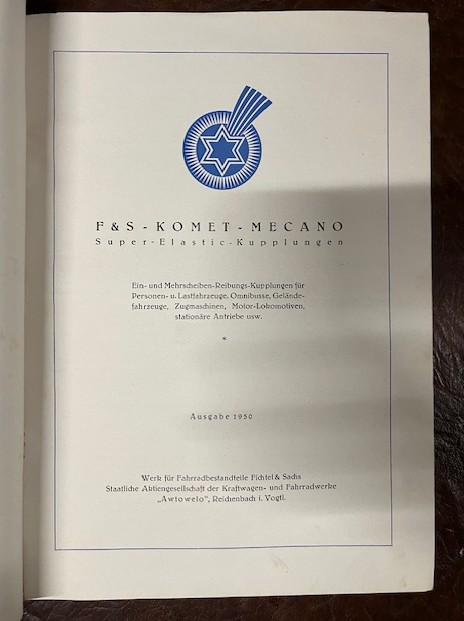 F & S - KOMET - MECANO
Super-Elastic-Kupplungen
Ein- und Mehrscheiben-Reibungs-Kupplungen für
Personen- u. Lastfahrzeuge, Omnibusse, Gelände-
fahrzeuge, Zugmaschinen, Motor-Lokomotiven,
stationäre Antriebe usw.
*
Ausgabe 1950
Werk für Fahrradbestandteile Fichtel & Sachs
Staatliche Aktiengesellschaft der Kraftwagen- und Fahrradwerke
„Awtowelo", Reichenbach i. Vogtl.